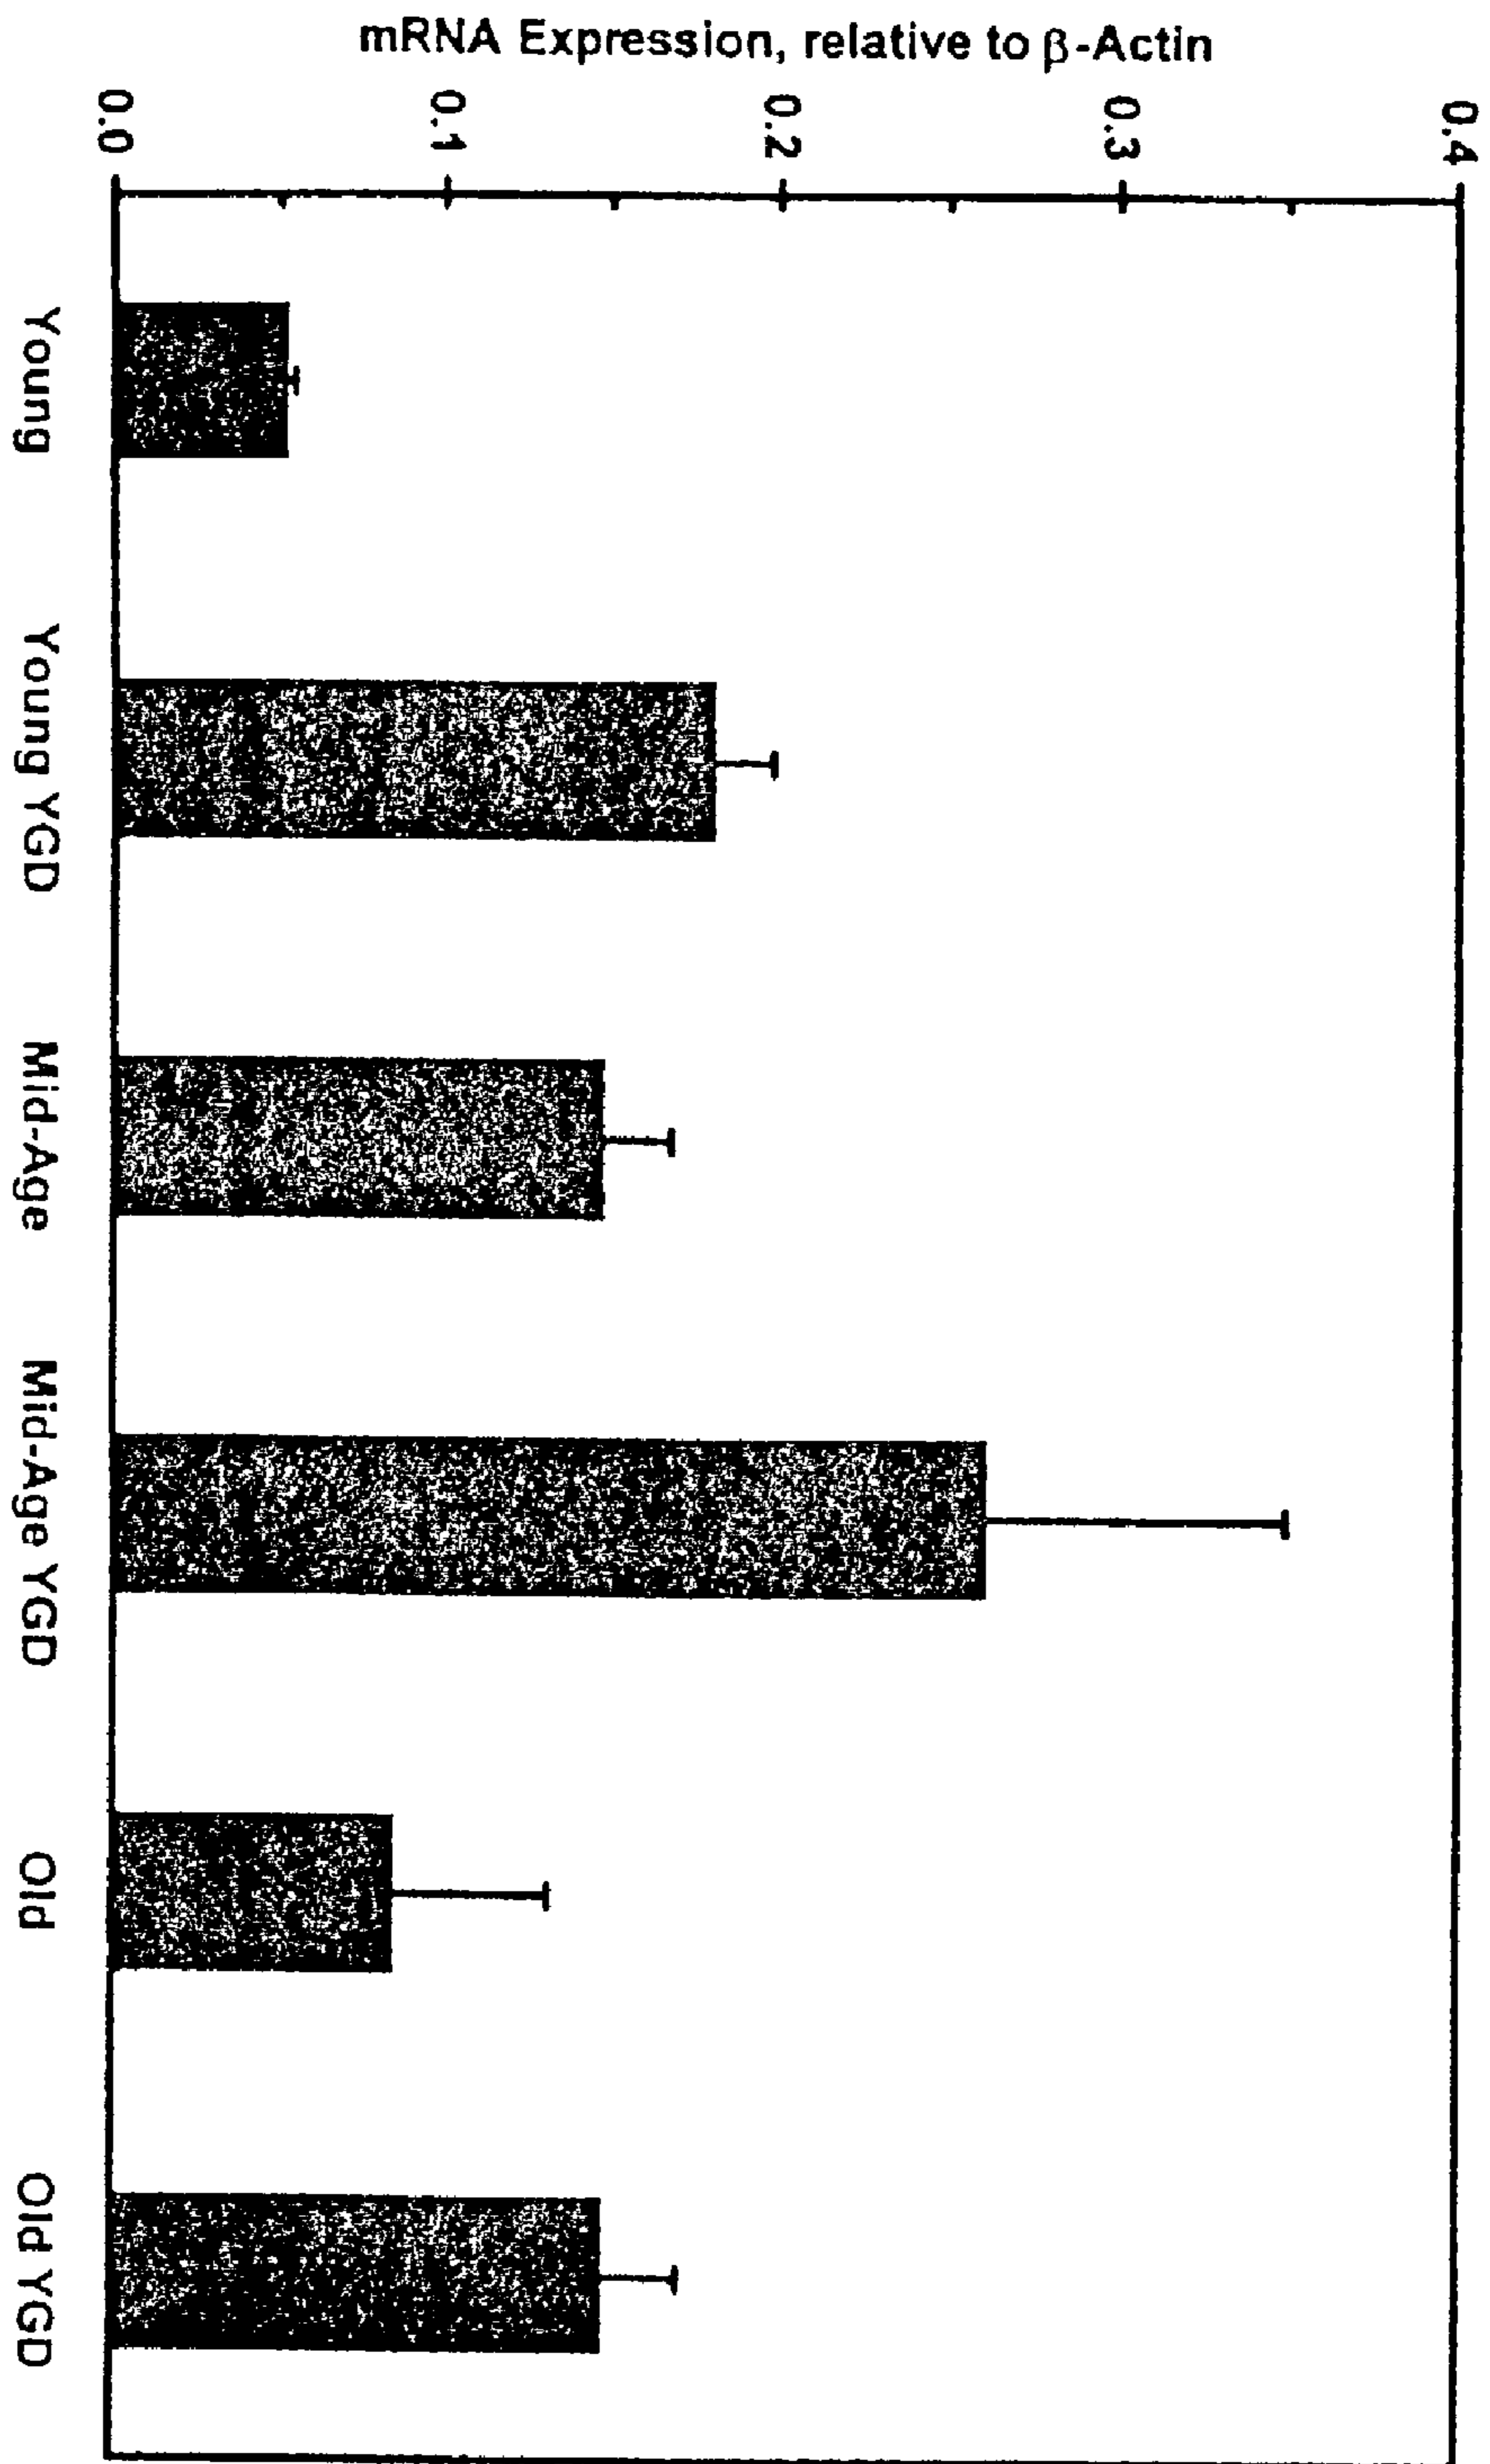 mRNA Expression, relative to β-Actin
0.4
0.3
0.2
0.1
0.0
Young
Young YGD
Mid-Age
Mid-Age YGD
Old
Old YGD